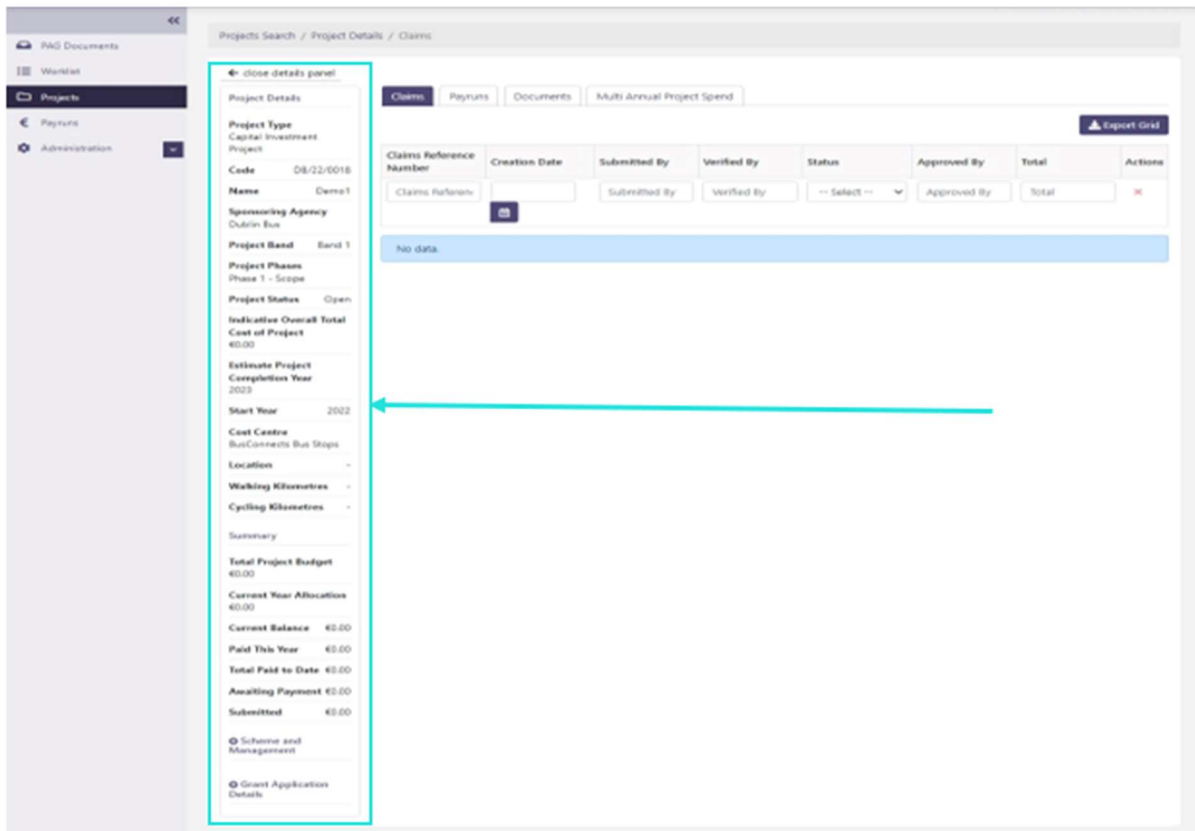 PAG Documents
Worklist
Projects
Payruns
Administration
Projects Search / Project Details / Claims
close details panel
Project Details
Project Type
Capital Investment
Project
Code DB/22/0018
Name Demo1
Sponsoring Agency
Dublin Bus
Project Band Band 1
Project Phases
Phase 1 - Scope
Project Status Open
Indicative Overall Total
Cost of Project
€0.00
Estimate Project
Completion Year
2023
Start Year 2022
Cost Centre
BusConnects Bus Stops
Location -
Walking Kilometres -
Cycling Kilometres -
Summary
Total Project Budget
€0.00
Current Year Allocation
€0.00
Current Balance €0.00
Paid This Year €0.00
Total Paid to Date €0.00
Awaiting Payment €0.00
Submitted €0.00
Scheme and
Management
Grant Application
Details
Claims Payruns Documents Multi Annual Project Spend
Export Grid
Claims Reference
Number Creation Date Submitted By Verified By Status Approved By Total Actions
Claims Referen Submitted By Verified By -- Select -- Approved By Total
No data.